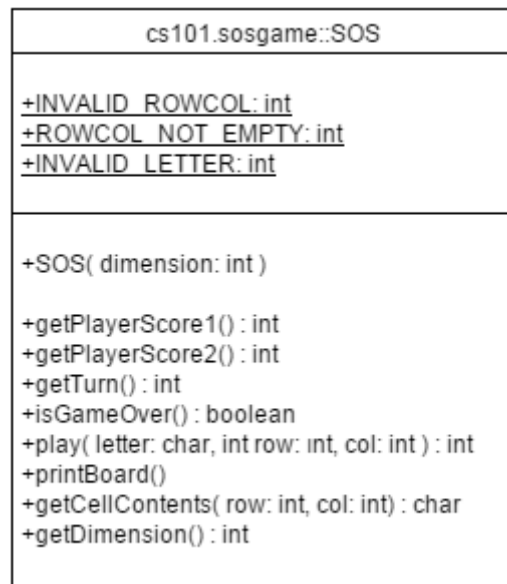 cs101.sosgame::SOS
+INVALID_ROWCOL: int
+ROWCOL_NOT_EMPTY: int
+INVALID_LETTER: int
+SOS( dimension: int )
+getPlayerScore1() : int
+getPlayerScore2() : int
+getTurn() : int
+isGameOver() : boolean
+play( letter: char, int row: int, col: int ) : int
+printBoard()
+getCellContents( row: int, col: int) : char
+getDimension() : int